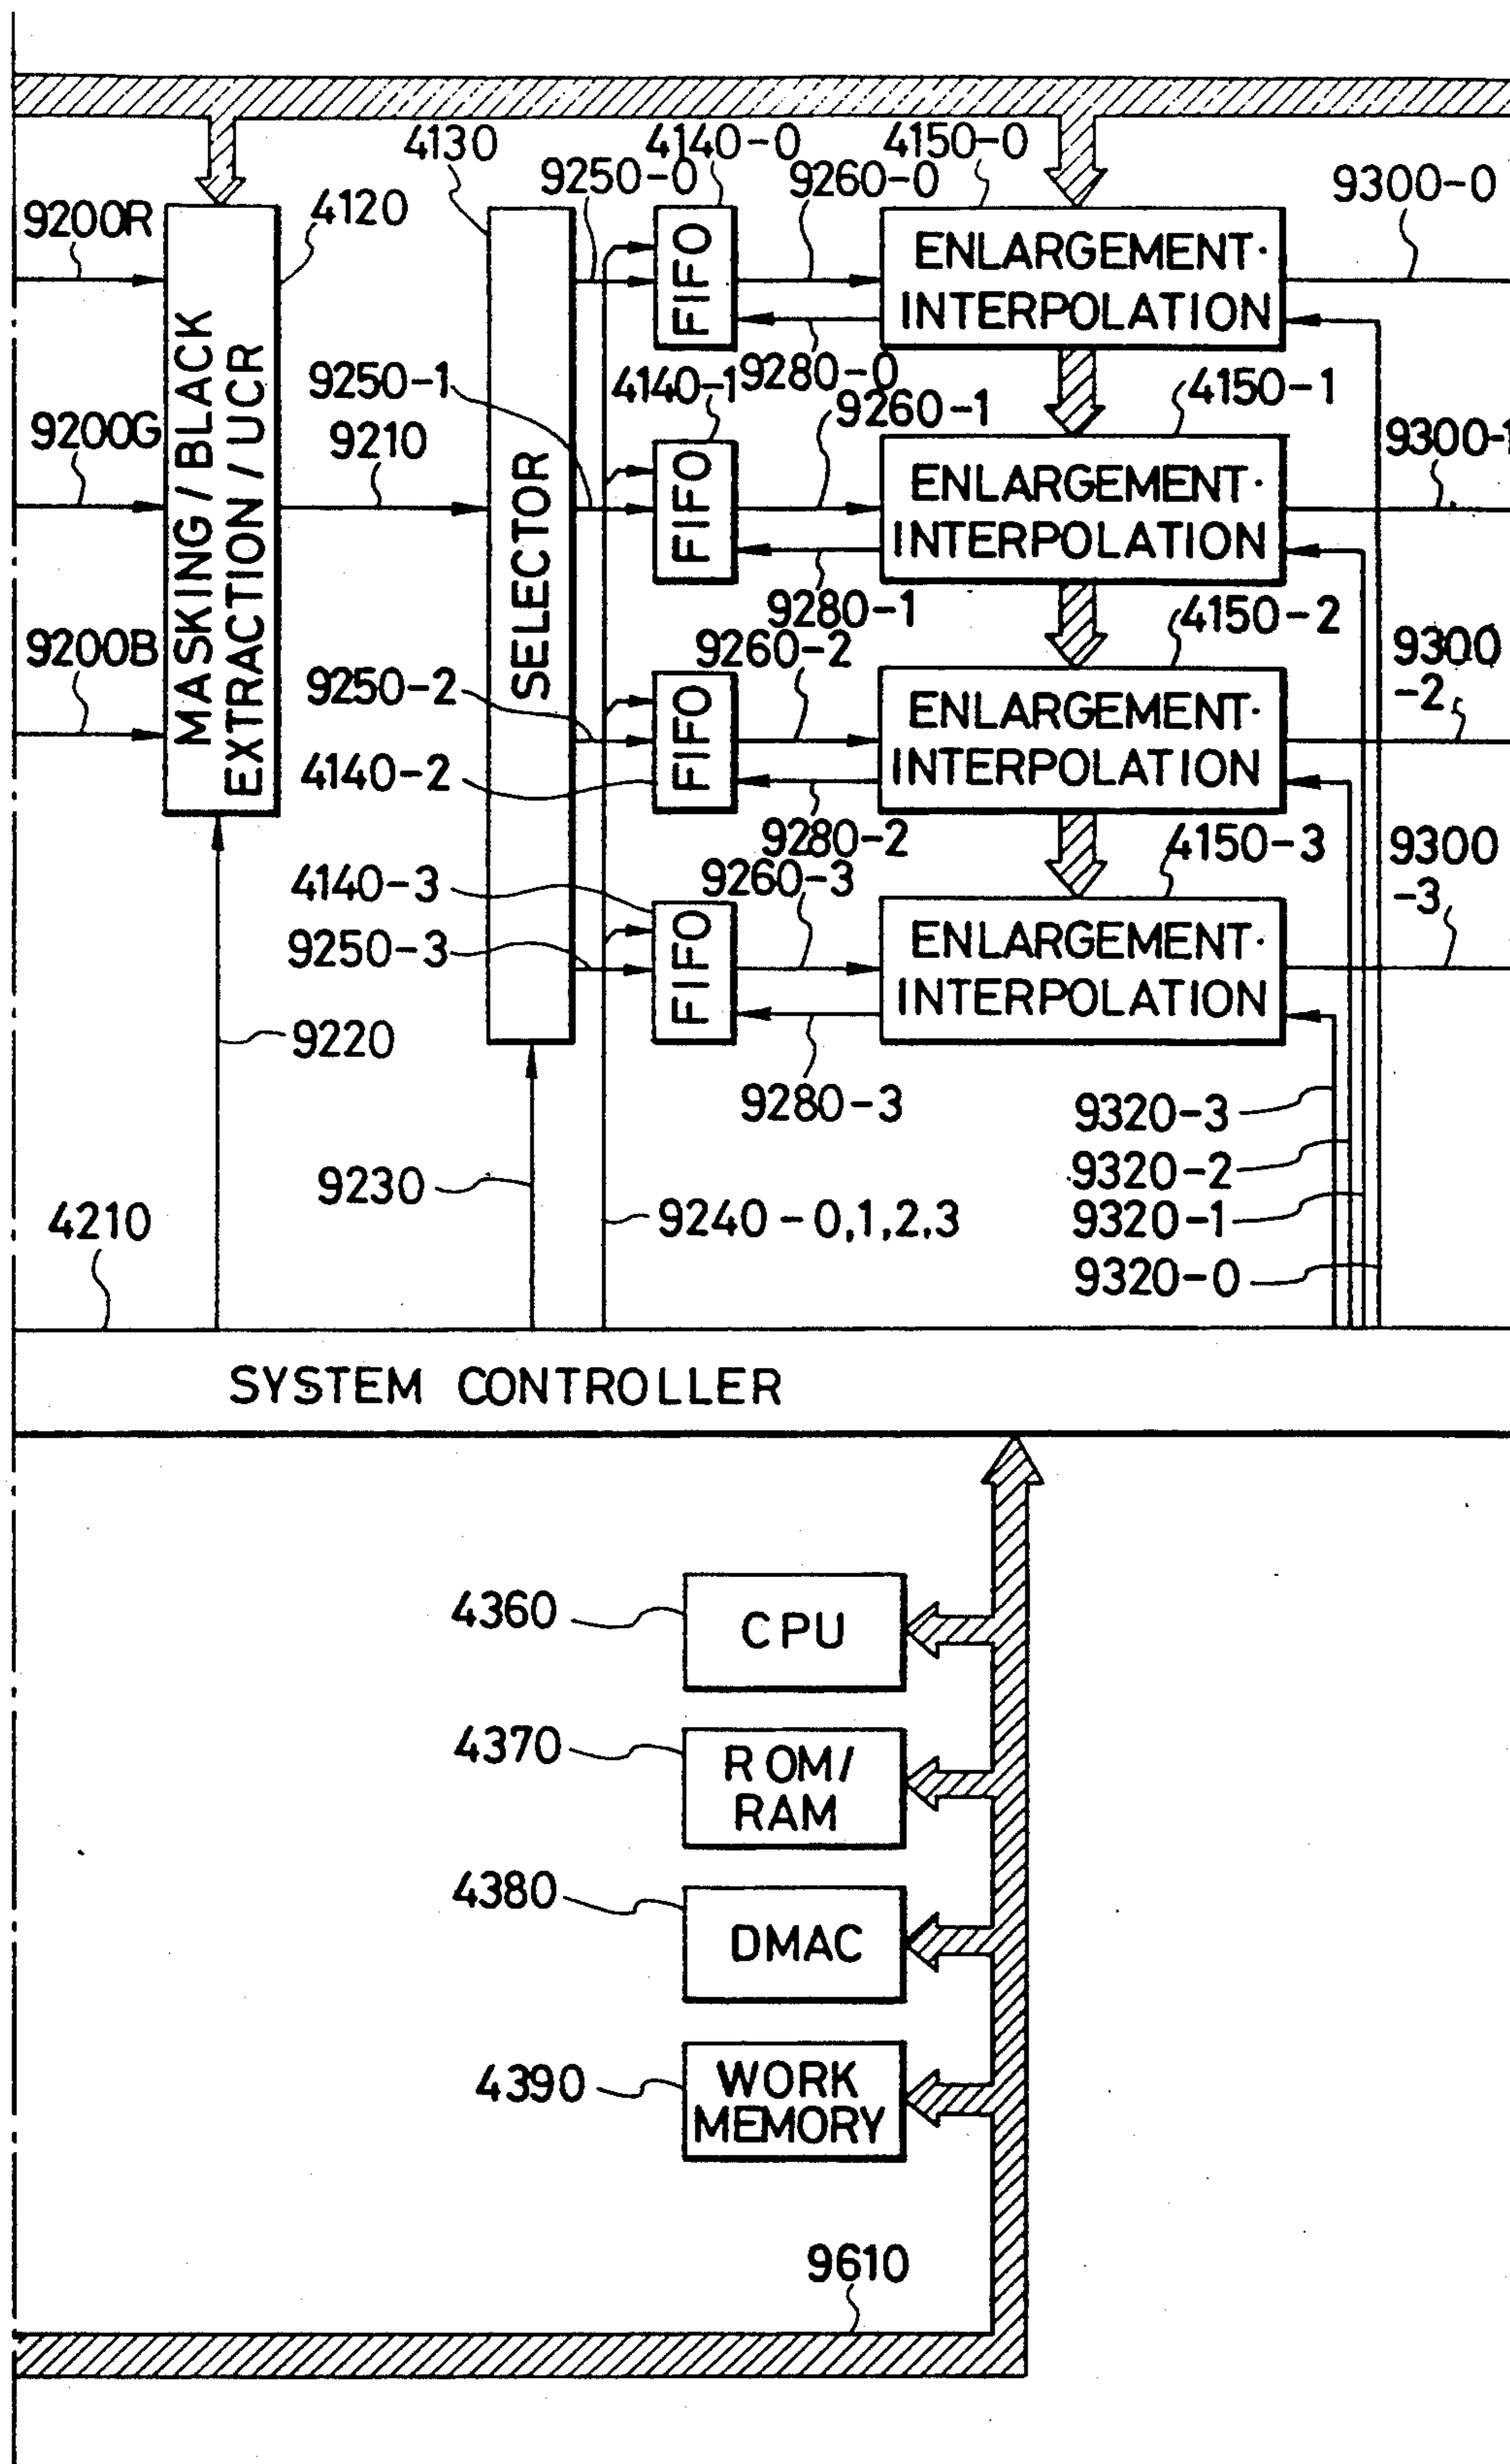 4130
4140-0
4150-0
9250-0
9260-0
9300-0
9200R
4120
FIFO
ENLARGEMENT·
INTERPOLATION
9280-0
9250-1
4140-1
9260-1
4150-1
9300-1
9200G
9210
MASKING/BLACK
EXTRACTION/UCR
SELECTOR
FIFO
ENLARGEMENT·
INTERPOLATION
9280-1
4150-2
9200B
9260-2
9300
-2
9250-2
FIFO
ENLARGEMENT·
INTERPOLATION
4140-2
9280-2
4150-3
9300
-3
4140-3
9260-3
9250-3
FIFO
ENLARGEMENT·
INTERPOLATION
9220
9280-3
9320-3
9230
9320-2
4210
9240-0,1,2,3
9320-1
9320-0
SYSTEM CONTROLLER
4360
CPU
4370
ROM/
RAM
4380
DMAC
4390
WORK
MEMORY
9610